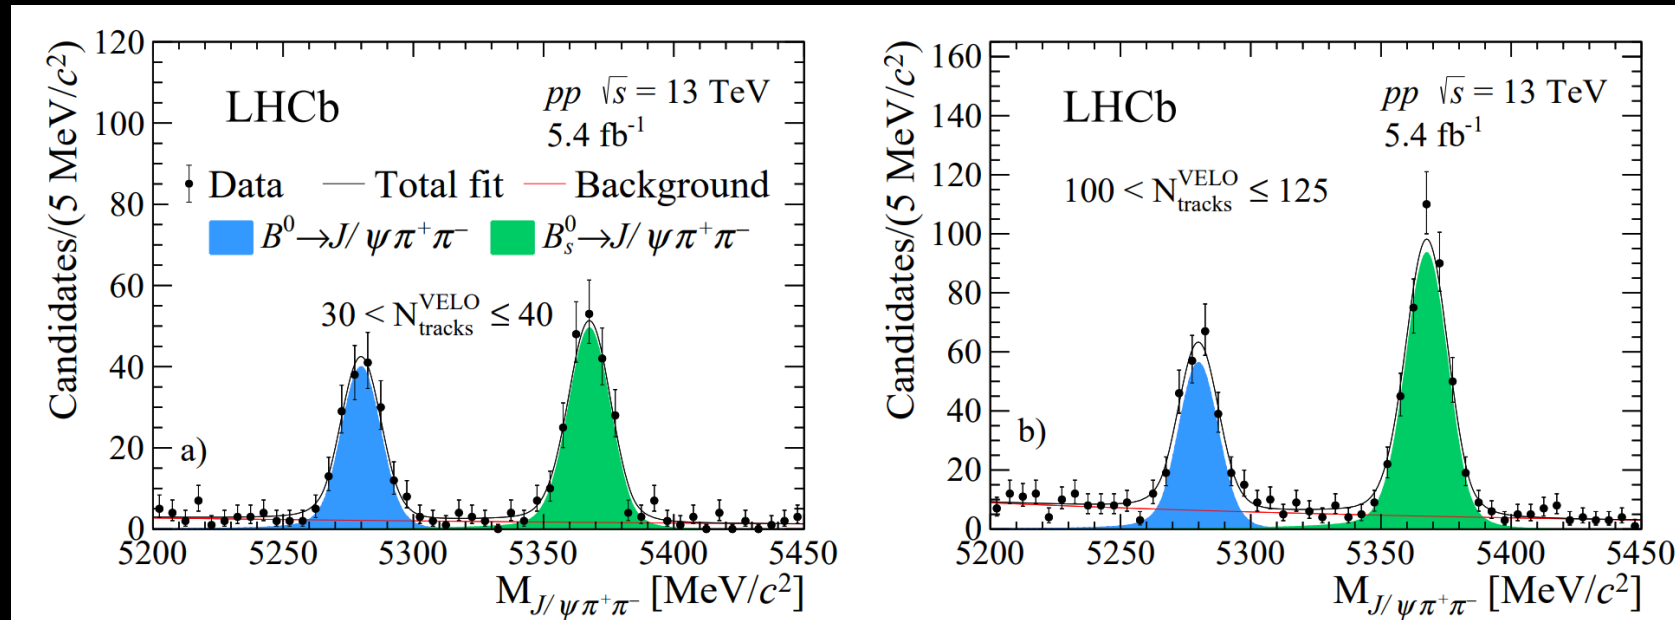 120
100
80
60
40
20
0
Candidates/(5 MeV/c²)
LHCb
pp √s = 13 TeV
5.4 fb⁻¹
Data
Total fit
Background
B⁰→J/ψπ⁺π⁻
B⁰ₛ→J/ψπ⁺π⁻
30 < N^VELO_tracks ≤ 40
a)
5200 5250 5300 5350 5400 5450
M_J/ψπ⁺π⁻ [MeV/c²]
160
140
120
100
80
60
40
20
0
Candidates/(5 MeV/c²)
LHCb
pp √s = 13 TeV
5.4 fb⁻¹
100 < N^VELO_tracks ≤ 125
b)
5200 5250 5300 5350 5400 5450
M_J/ψπ⁺π⁻ [MeV/c²]